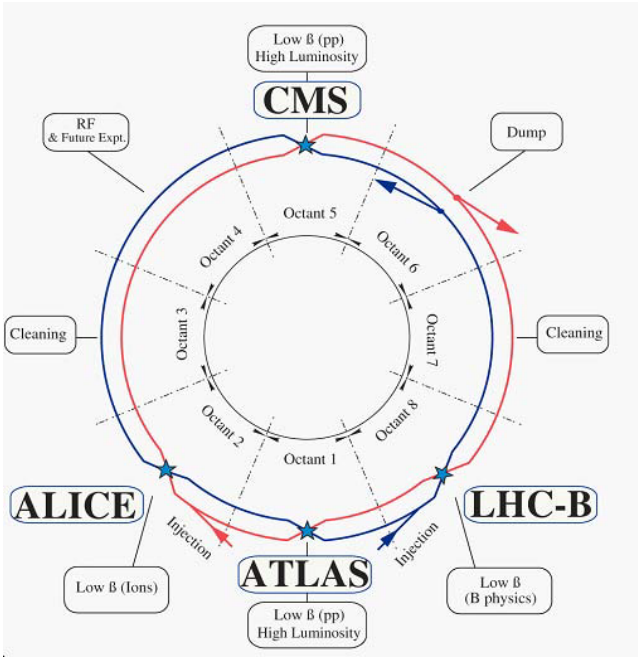 Low ß (pp)
High Luminosity
CMS
RF
& Future Expt.
Dump
Octant 5
Octant 4
Octant 6
Cleaning
Octant 3
Octant 7
Cleaning
Octant 2
Octant 8
Octant 1
ALICE
LHC-B
Injection
Injection
ATLAS
Low ß (Ions)
Low ß
(B physics)
Low ß (pp)
High Luminosity